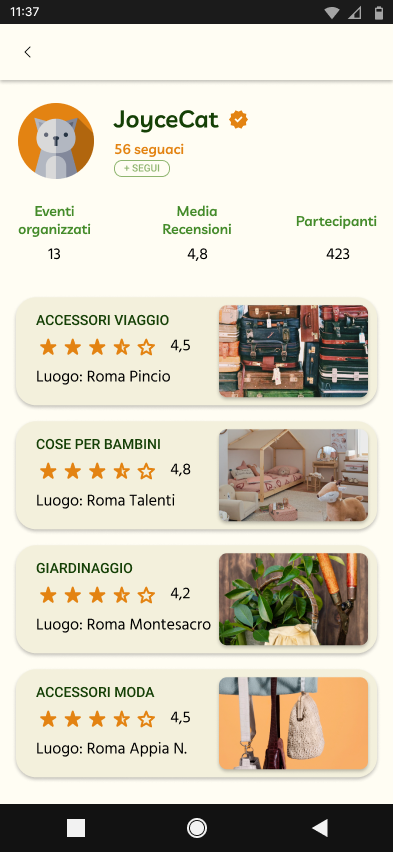 11:37
JoyceCat
56 seguaci
+ SEGUI
Eventi organizzati
13
Media Recensioni
4,8
Partecipanti
423
ACCESSORI VIAGGIO
4,5
Luogo: Roma Pincio
COSE PER BAMBINI
4,8
Luogo: Roma Talenti
GIARDINAGGIO
4,2
Luogo: Roma Montesacro
ACCESSORI MODA
4,5
Luogo: Roma Appia N.